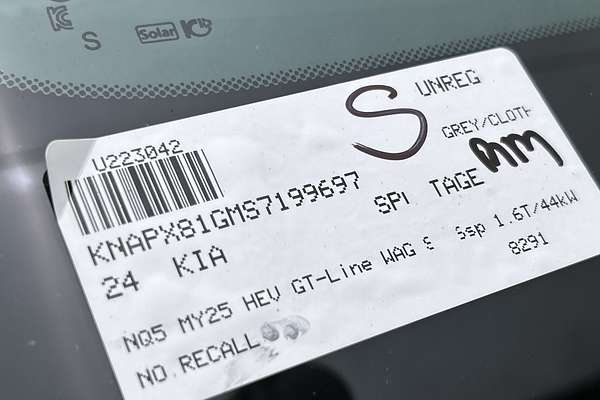 S Solar
UNREG
S
U223042
GREY/CLOTH
KNAPX81GMS7199697
SPORTAGE
24 KIA
NQ5 MY25 HEV GT-Line WAG 1.6T/44kW
8291
NO RECALL